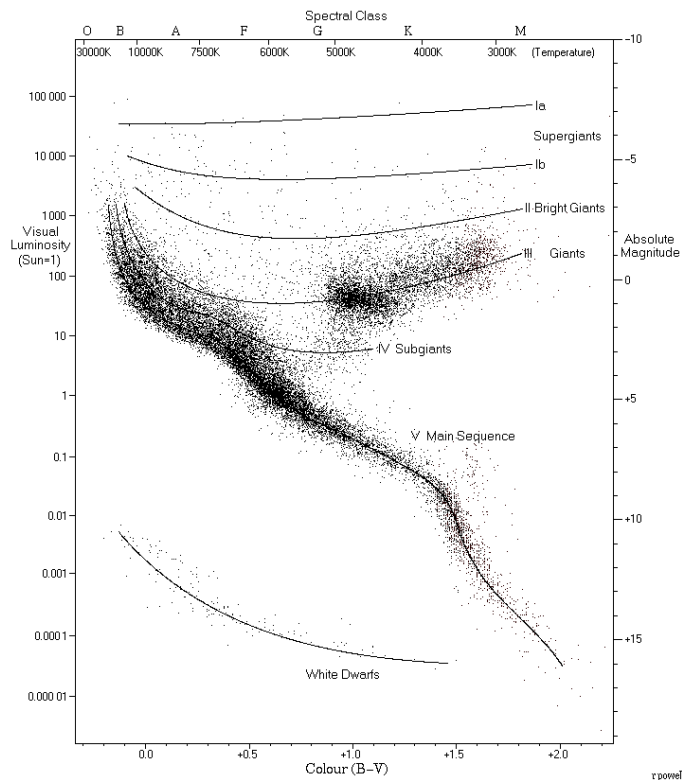 Spectral Class
O B A F G K M
30000K 10000K 7500K 6000K 5000K 4000K 3000K (Temperature)
-10
100 000
Ia
Supergiants
10 000
-5
Ib
1000
II Bright Giants
Visual
Luminosity
(Sun=1)
Absolute
Magnitude
III Giants
100
0
10
IV Subgiants
1
+5
V Main Sequence
0.1
0.01
+10
0.001
0.0001
+15
White Dwarfs
0.000 01
0.0 +0.5 +1.0 +1.5 +2.0
Colour (B-V)
r powel